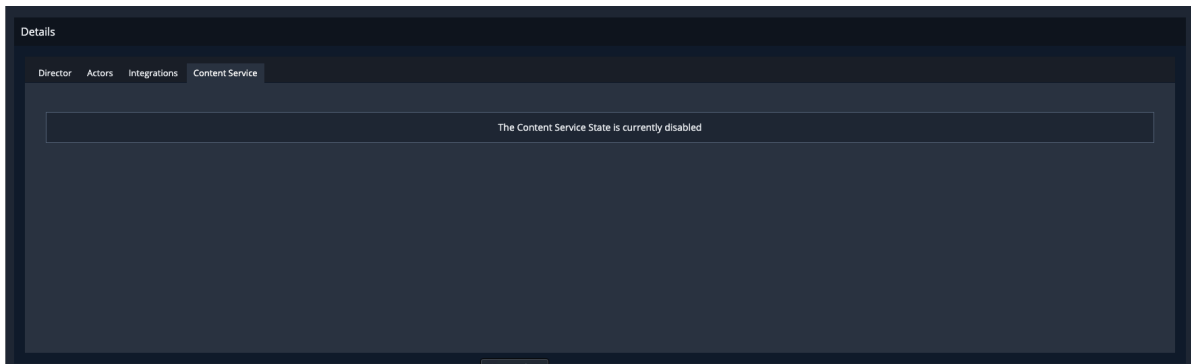 Details
Director Actors Integrations Content Service
The Content Service State is currently disabled